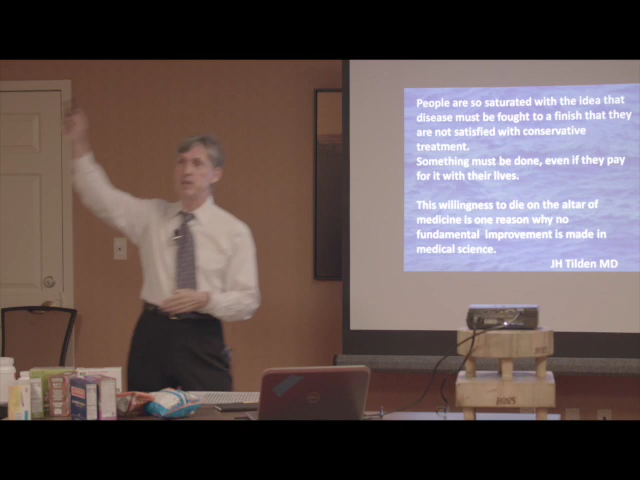 People are so saturated with the idea that
disease must be fought to a finish that they
are not satisfied with conservative
treatment.
Something must be done, even if they pay
for it with their lives.
This willingness to die on the altar of
medicine is one reason why no
fundamental improvement is made in
medical science.
JH Tilden MD